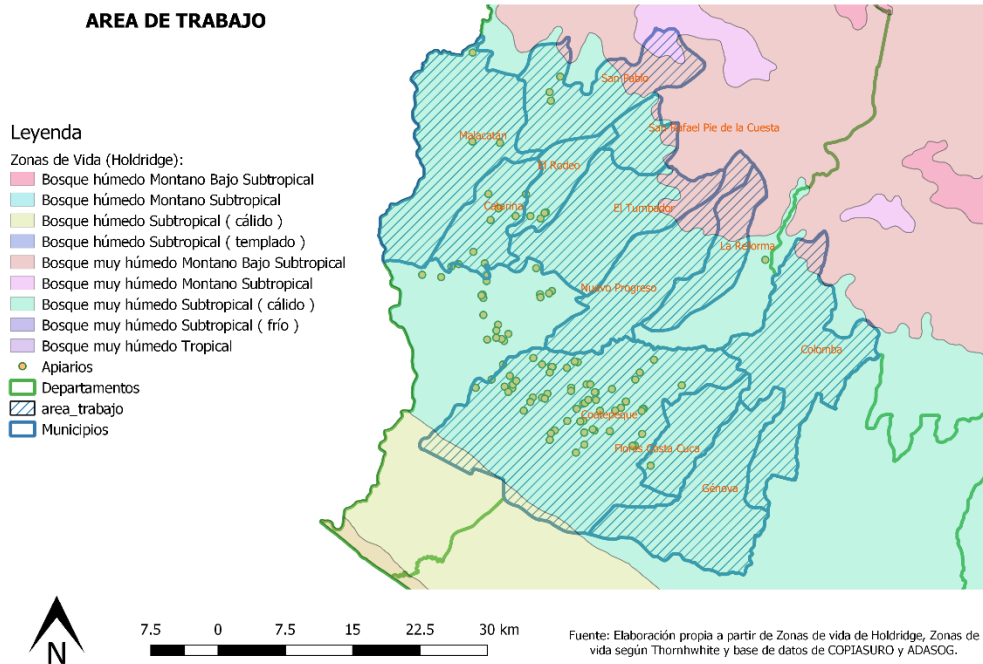 AREA DE TRABAJO
Leyenda
Zonas de Vida (Holdridge):
Bosque húmedo Montano Bajo Subtropical
Bosque húmedo Montano Subtropical
Bosque húmedo Subtropical ( cálido )
Bosque húmedo Subtropical ( templado )
Bosque muy húmedo Montano Bajo Subtropical
Bosque muy húmedo Montano Subtropical
Bosque muy húmedo Subtropical ( cálido )
Bosque muy húmedo Subtropical ( frío )
Bosque muy húmedo Tropical
Apiarios
Departamentos
area_trabajo
Municipios
San Pablo
San Rafael Pie de la Cuesta
Malacatán
El Rodeo
Catarina
El Tumbador
La Reforma
Nuevo Progreso
Colomba
Coatepeque
Flores Costa Cuca
Génova
N
7.5 0 7.5 15 22.5 30 km
Fuente: Elaboración propia a partir de Zonas de vida de Holdridge, Zonas de
vida según Thornhwhite y base de datos de COPIASURO y ADASOG.